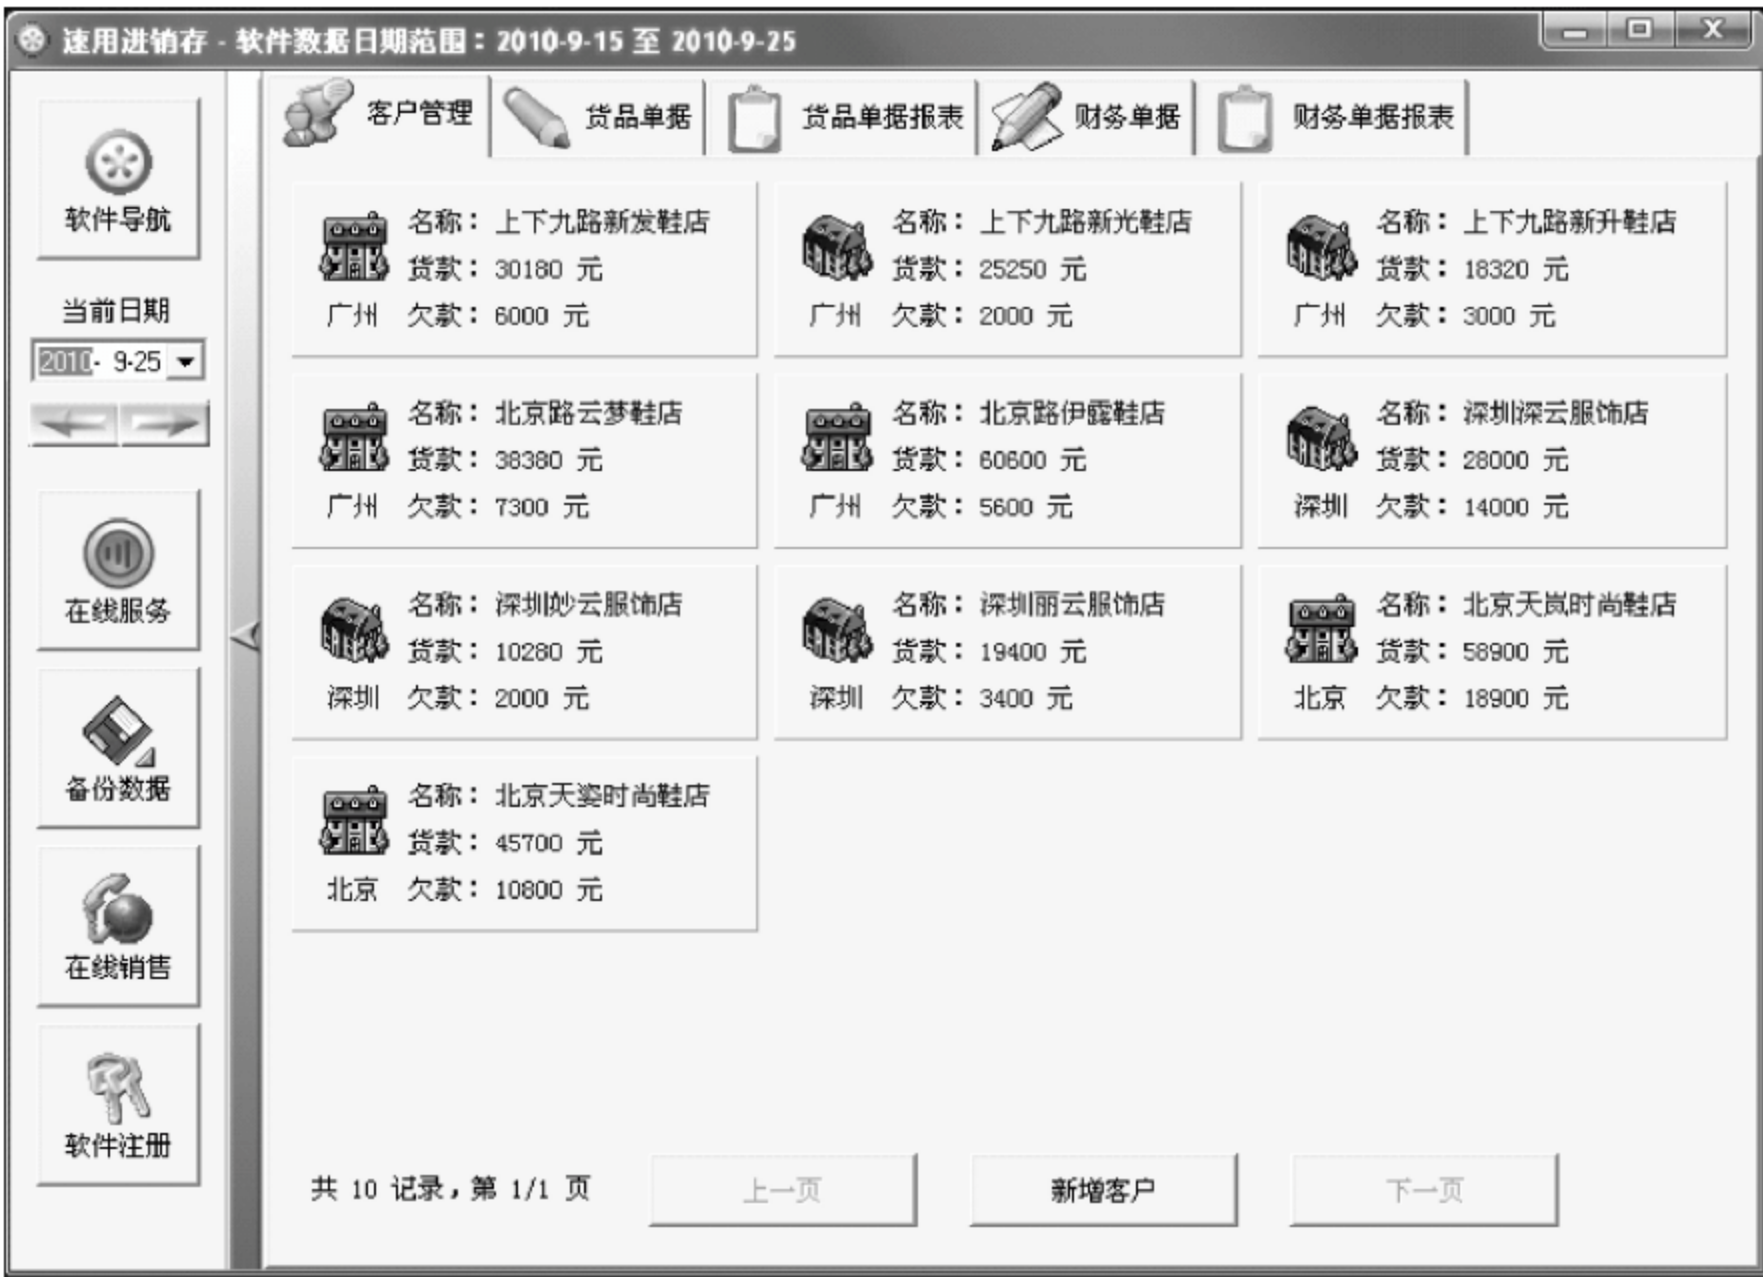 速用进销存 - 软件数据日期范围：2010-9-15 至 2010-9-25
软件导航
当前日期
2010- 9-25
在线服务
备份数据
在线销售
软件注册
客户管理
货品单据
货品单据报表
财务单据
财务单据报表
名称：上下九路新发鞋店
货款：30180 元
广州 欠款：6000 元
名称：上下九路新光鞋店
货款：25250 元
广州 欠款：2000 元
名称：上下九路新升鞋店
货款：18320 元
广州 欠款：3000 元
名称：北京路云梦鞋店
货款：38380 元
广州 欠款：7300 元
名称：北京路伊露鞋店
货款：60600 元
广州 欠款：5600 元
名称：深圳深云服饰店
货款：28000 元
深圳 欠款：14000 元
名称：深圳妙云服饰店
货款：10280 元
深圳 欠款：2000 元
名称：深圳丽云服饰店
货款：19400 元
深圳 欠款：3400 元
名称：北京天岚时尚鞋店
货款：58900 元
北京 欠款：18900 元
名称：北京天姿时尚鞋店
货款：45700 元
北京 欠款：10800 元
共 10 记录，第 1/1 页
上一页
新增客户
下一页